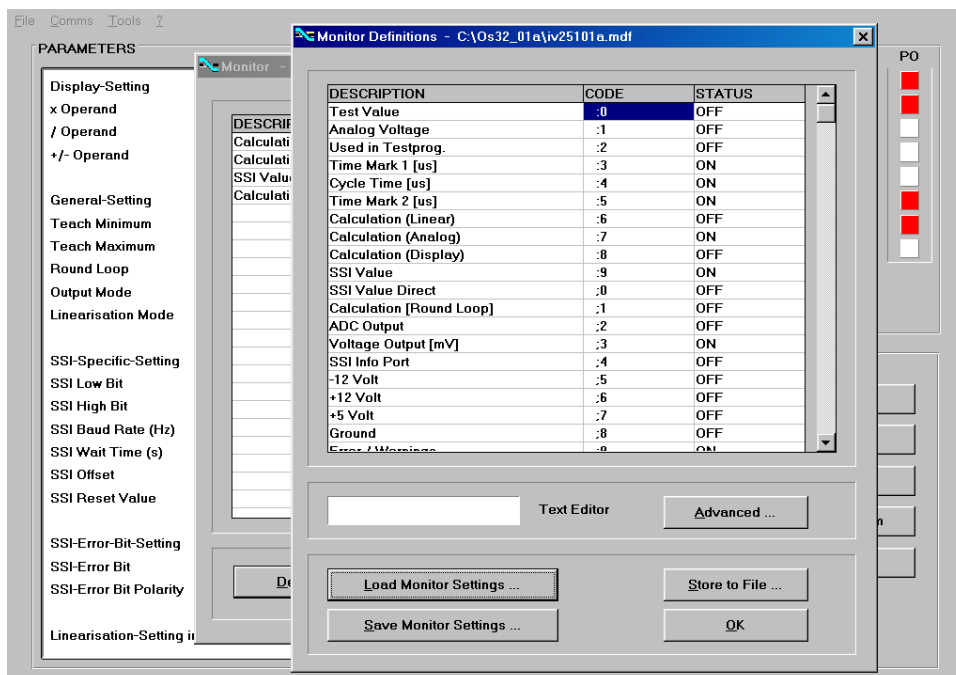 File Comms Tools ?
PARAMETERS
Display-Setting
x Operand
/ Operand
+/- Operand
General-Setting
Teach Minimum
Teach Maximum
Round Loop
Output Mode
Linearisation Mode
SSI-Specific-Setting
SSI Low Bit
SSI High Bit
SSI Baud Rate (Hz)
SSI Wait Time (s)
SSI Offset
SSI Reset Value
SSI-Error-Bit-Setting
SSI-Error Bit
SSI-Error Bit Polarity
Linearisation-Setting
Monitor -
SSI
Monitor Definitions - C:\Os32_01a\iv25101a.mdf
DESCRIPTION CODE STATUS
Test Value :0 OFF
Analog Voltage :1 OFF
Used in Testprog. :2 OFF
Time Mark 1 [us] :3 ON
Cycle Time [us] :4 ON
Time Mark 2 [us] :5 ON
Calculation (Linear) :6 OFF
Calculation (Analog) :7 ON
Calculation (Display) :8 OFF
SSI Value :9 ON
SSI Value Direct ;0 OFF
Calculation [Round Loop] ;1 OFF
ADC Output ;2 OFF
Voltage Output [mV] ;3 ON
SSI Info Port ;4 OFF
-12 Volt ;5 OFF
+12 Volt ;6 OFF
+5 Volt ;7 OFF
Ground ;8 OFF
Error / Warnings ;9 ON
Text Editor
Advanced ...
Load Monitor Settings ...
Store to File ...
Save Monitor Settings ...
OK
PO